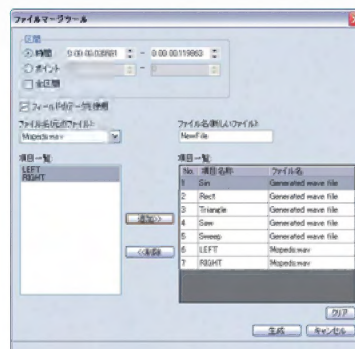 ファイルマージツール
区間
時間 0:00:00.039681 - 0:00:00.119863
ポイント - 0
全区間
フィールド内のデータを使用
ファイル名(元のファイル): ファイル名(新しいファイル):
Mopeds.wav NewFile
項目一覧: 項目一覧:
LEFT
RIGHT
No. 項目名称 ファイル名
1 Sin Generated wave file
2 Rect Generated wave file
3 Triangle Generated wave file
4 Saw Generated wave file
5 Sweep Generated wave file
6 LEFT Mopeds.wav
7 RIGHT Mopeds.wav
追加>>
<<削除
クリア
生成 キャンセル